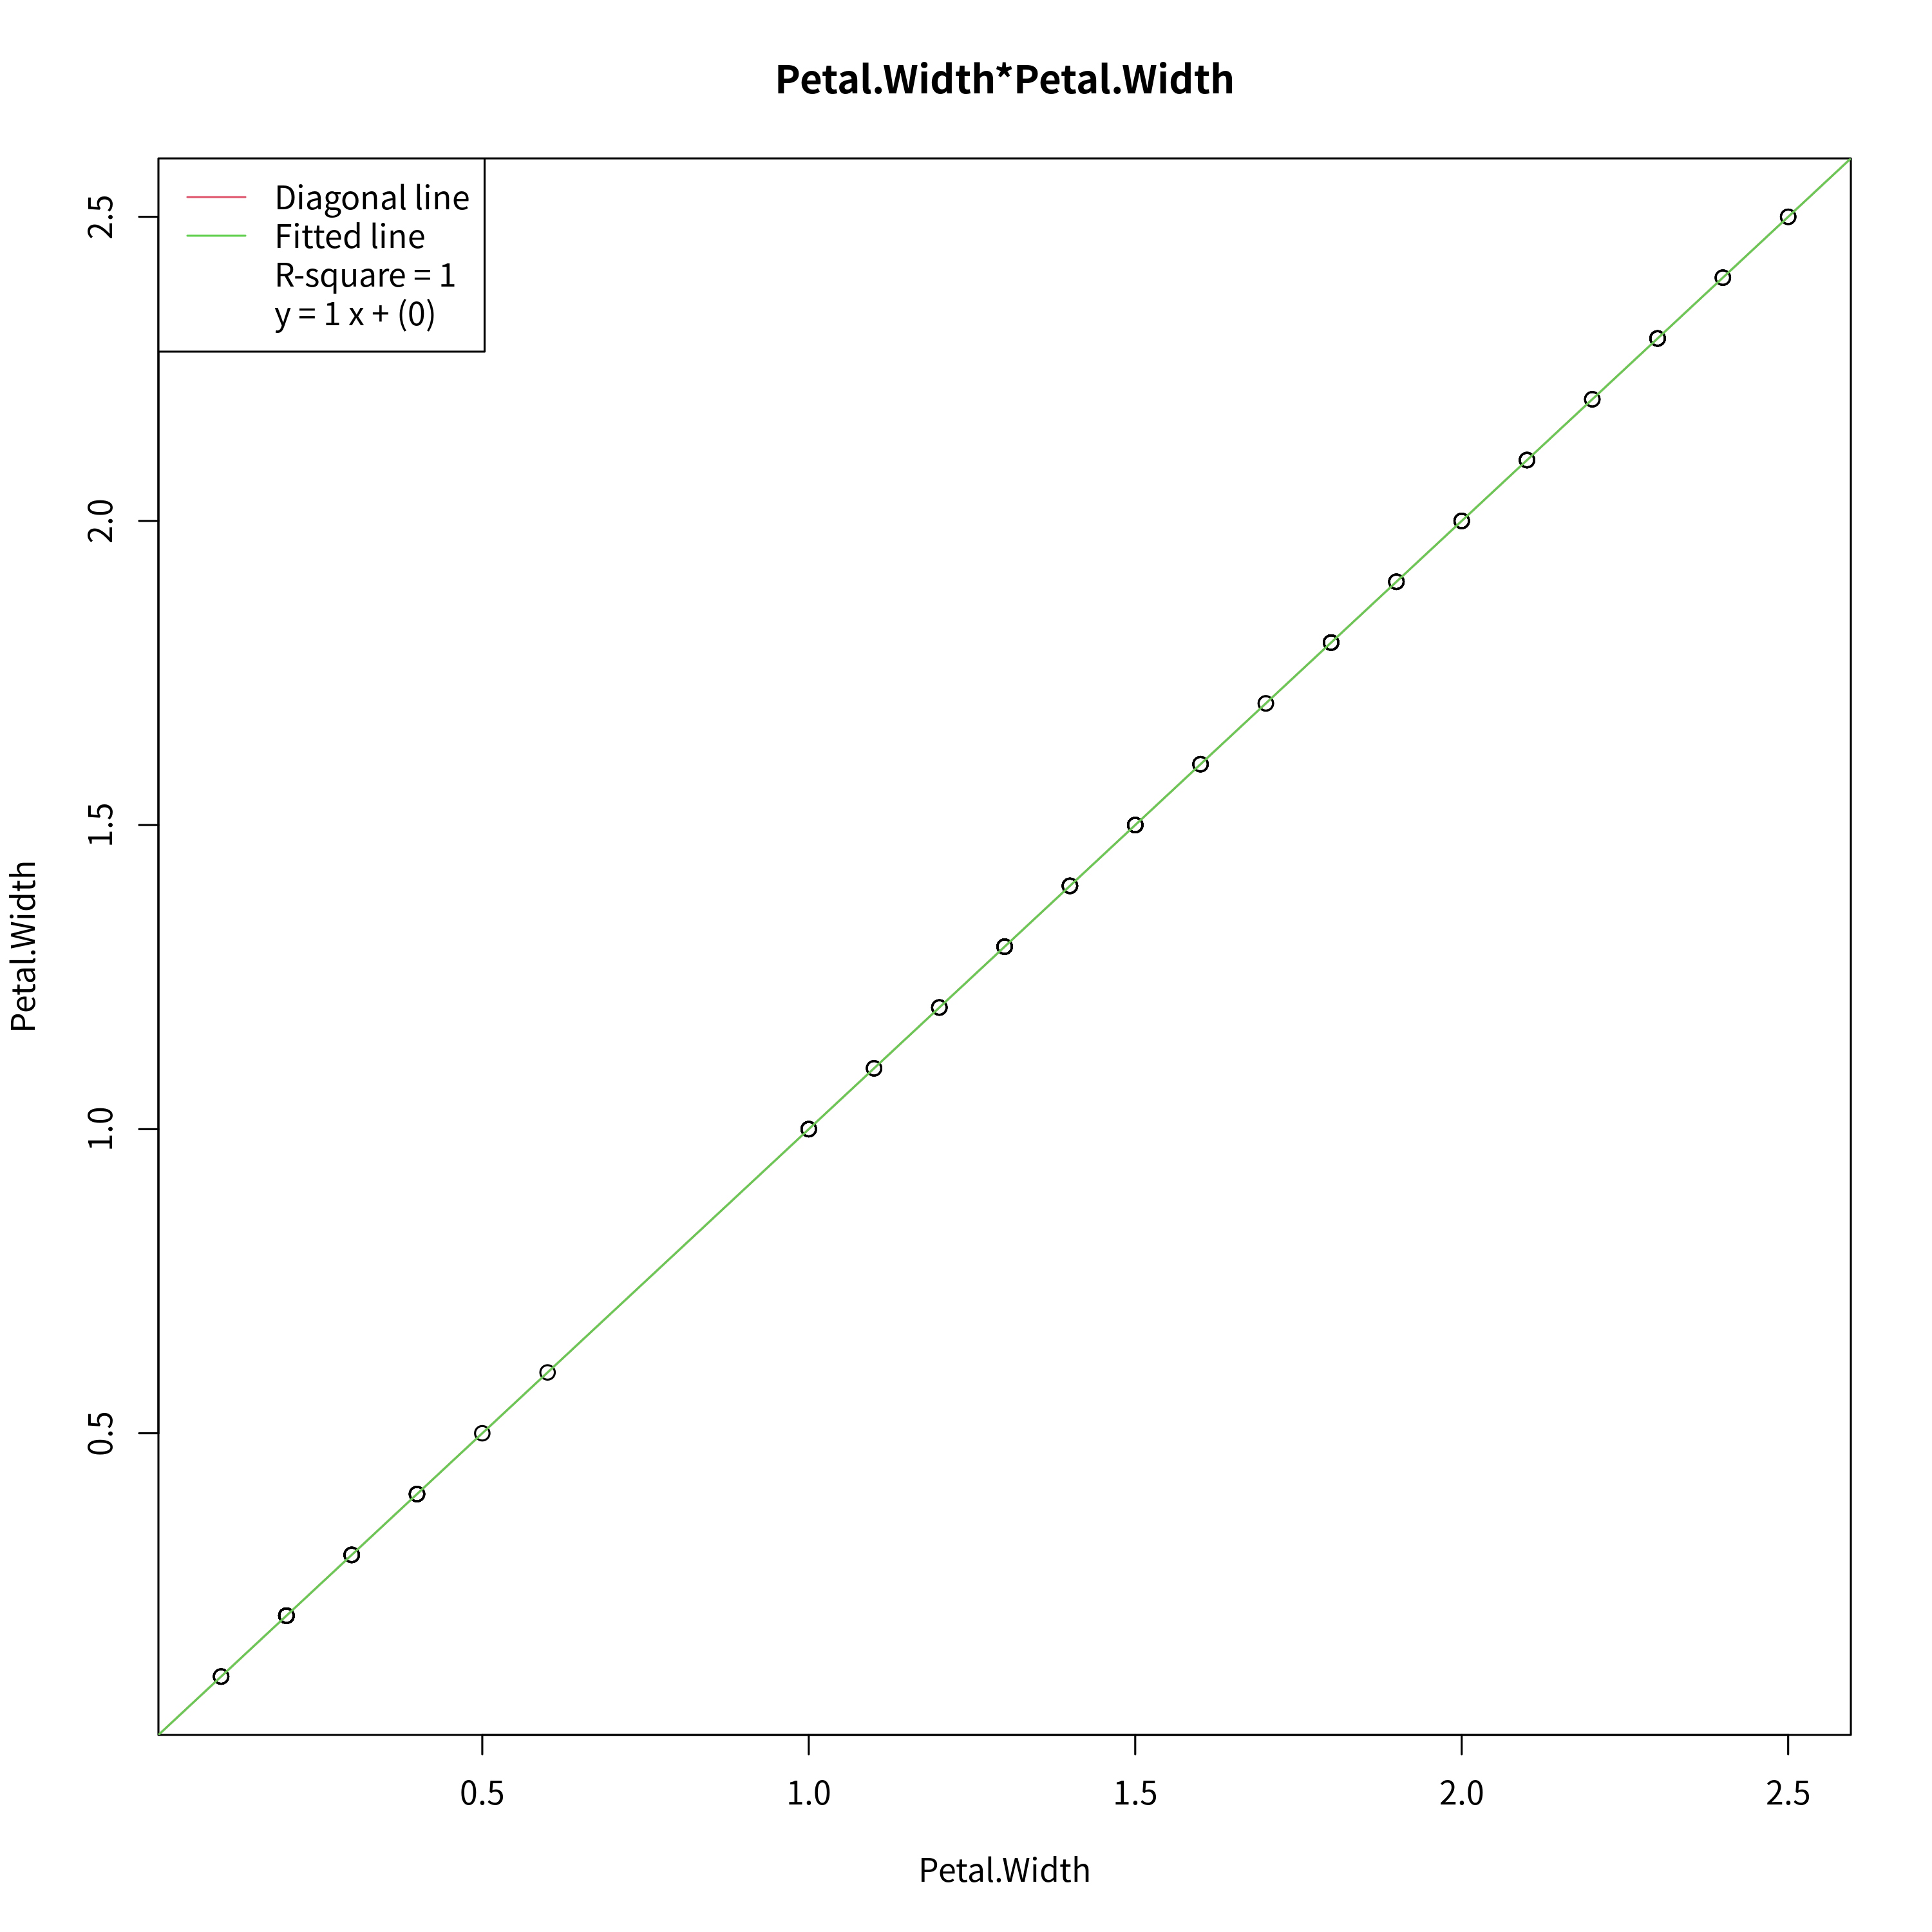 Petal.Width*Petal.Width
Diagonal line
Fitted line
R-square = 1
y = 1 x + (0)
2.5
2.0
1.5
1.0
0.5
Petal.Width
0.5 1.0 1.5 2.0 2.5
Petal.Width